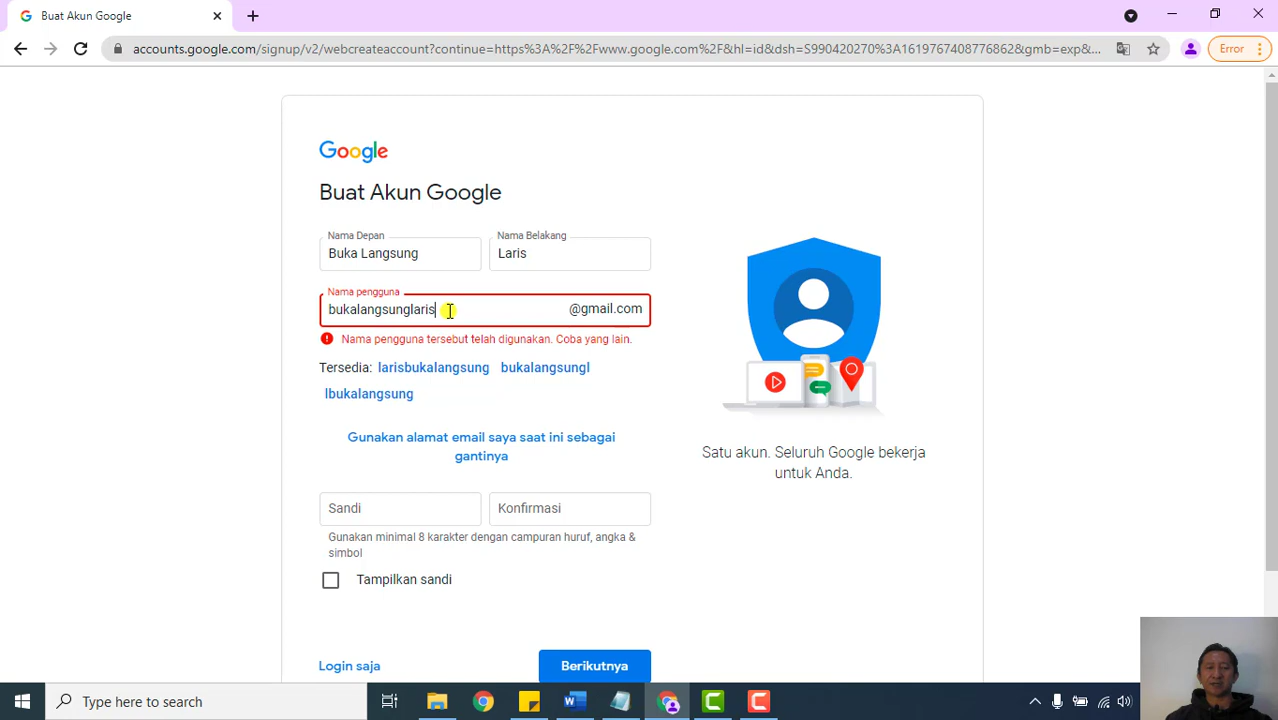 Buat Akun Google
accounts.google.com/signup/v2/webcreateaccount?continue=https%3A%2F%2Fwww.google.com%2F&hl=id&dsh=S990420270%3A1619767408776862&gmb=exp&...
Error
Google
Buat Akun Google
Nama Depan
Nama Belakang
Buka Langsung
Laris
Nama pengguna
bukalangsunglaris
@gmail.com
Nama pengguna tersebut telah digunakan. Coba yang lain.
Tersedia: larisbukalangsung bukalangsungl
lbukalangsung
Gunakan alamat email saya saat ini sebagai
gantinya
Satu akun. Seluruh Google bekerja
untuk Anda.
Sandi
Konfirmasi
Gunakan minimal 8 karakter dengan campuran huruf, angka &
simbol
Tampilkan sandi
Login saja
Berikutnya
Type here to search